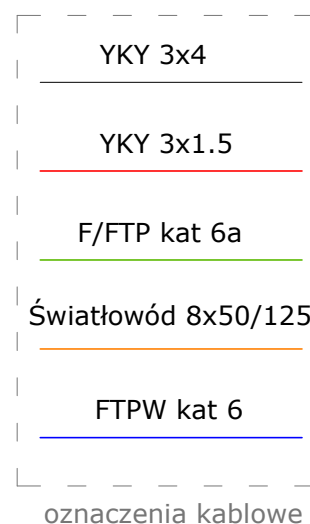 YKY 3x4
YKY 3x1.5
F/FTP kat 6a
Światłowód 8x50/125
FTPW kat 6
oznaczenia kablowe